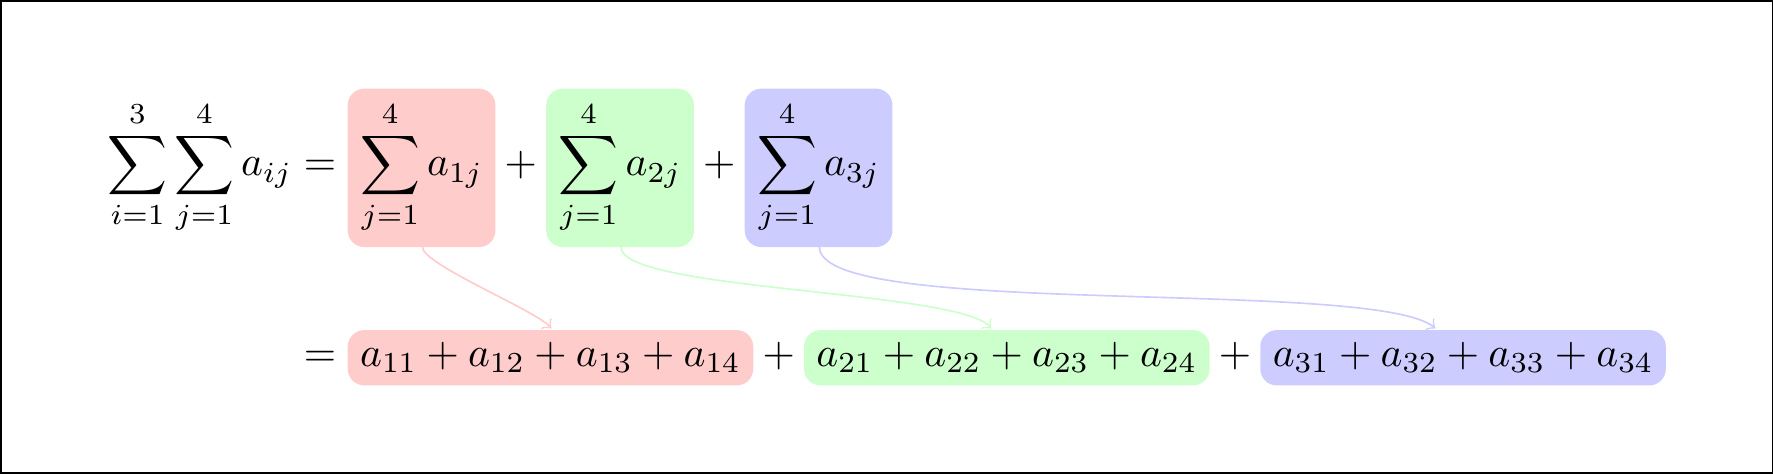 $\sum_{i=1}^{3} \sum_{j=1}^{4} a_{ij} = \sum_{j=1}^{4} a_{1j} + \sum_{j=1}^{4} a_{2j} + \sum_{j=1}^{4} a_{3j}$
$= a_{11} + a_{12} + a_{13} + a_{14} + a_{21} + a_{22} + a_{23} + a_{24} + a_{31} + a_{32} + a_{33} + a_{34}$